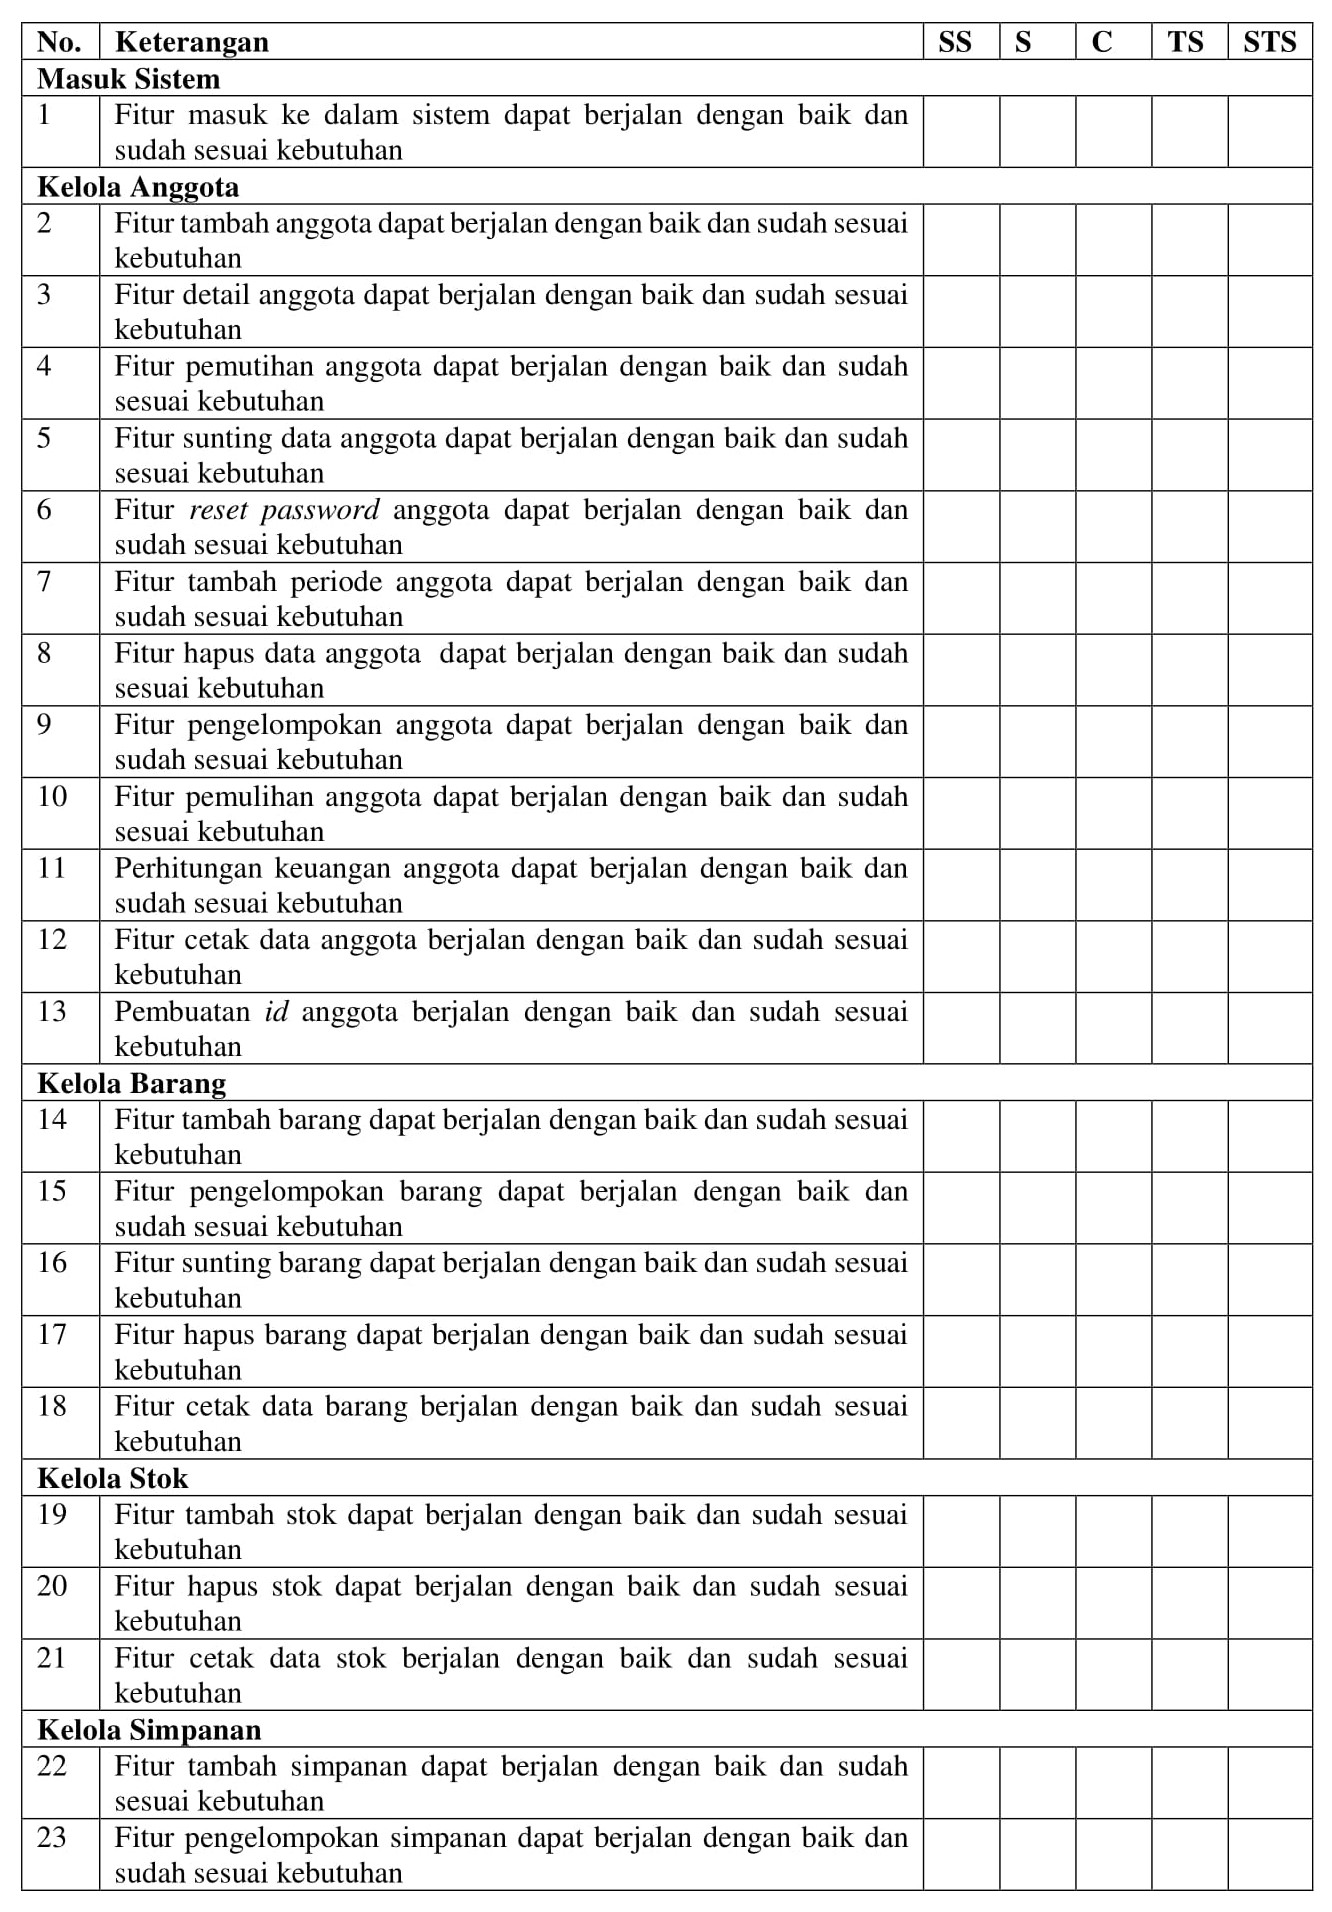 No. Keterangan SS S C TS STS
Masuk Sistem
1 Fitur masuk ke dalam sistem dapat berjalan dengan baik dan
sudah sesuai kebutuhan
Kelola Anggota
2 Fitur tambah anggota dapat berjalan dengan baik dan sudah sesuai
kebutuhan
3 Fitur detail anggota dapat berjalan dengan baik dan sudah sesuai
kebutuhan
4 Fitur pemutihan anggota dapat berjalan dengan baik dan sudah
sesuai kebutuhan
5 Fitur sunting data anggota dapat berjalan dengan baik dan sudah
sesuai kebutuhan
6 Fitur reset password anggota dapat berjalan dengan baik dan
sudah sesuai kebutuhan
7 Fitur tambah periode anggota dapat berjalan dengan baik dan
sudah sesuai kebutuhan
8 Fitur hapus data anggota dapat berjalan dengan baik dan sudah
sesuai kebutuhan
9 Fitur pengelompokan anggota dapat berjalan dengan baik dan
sudah sesuai kebutuhan
10 Fitur pemulihan anggota dapat berjalan dengan baik dan sudah
sesuai kebutuhan
11 Perhitungan keuangan anggota dapat berjalan dengan baik dan
sudah sesuai kebutuhan
12 Fitur cetak data anggota berjalan dengan baik dan sudah sesuai
kebutuhan
13 Pembuatan id anggota berjalan dengan baik dan sudah sesuai
kebutuhan
Kelola Barang
14 Fitur tambah barang dapat berjalan dengan baik dan sudah sesuai
kebutuhan
15 Fitur pengelompokan barang dapat berjalan dengan baik dan
sudah sesuai kebutuhan
16 Fitur sunting barang dapat berjalan dengan baik dan sudah sesuai
kebutuhan
17 Fitur hapus barang dapat berjalan dengan baik dan sudah sesuai
kebutuhan
18 Fitur cetak data barang berjalan dengan baik dan sudah sesuai
kebutuhan
Kelola Stok
19 Fitur tambah stok dapat berjalan dengan baik dan sudah sesuai
kebutuhan
20 Fitur hapus stok dapat berjalan dengan baik dan sudah sesuai
kebutuhan
21 Fitur cetak data stok berjalan dengan baik dan sudah sesuai
kebutuhan
Kelola Simpanan
22 Fitur tambah simpanan dapat berjalan dengan baik dan sudah
sesuai kebutuhan
23 Fitur pengelompokan simpanan dapat berjalan dengan baik dan
sudah sesuai kebutuhan